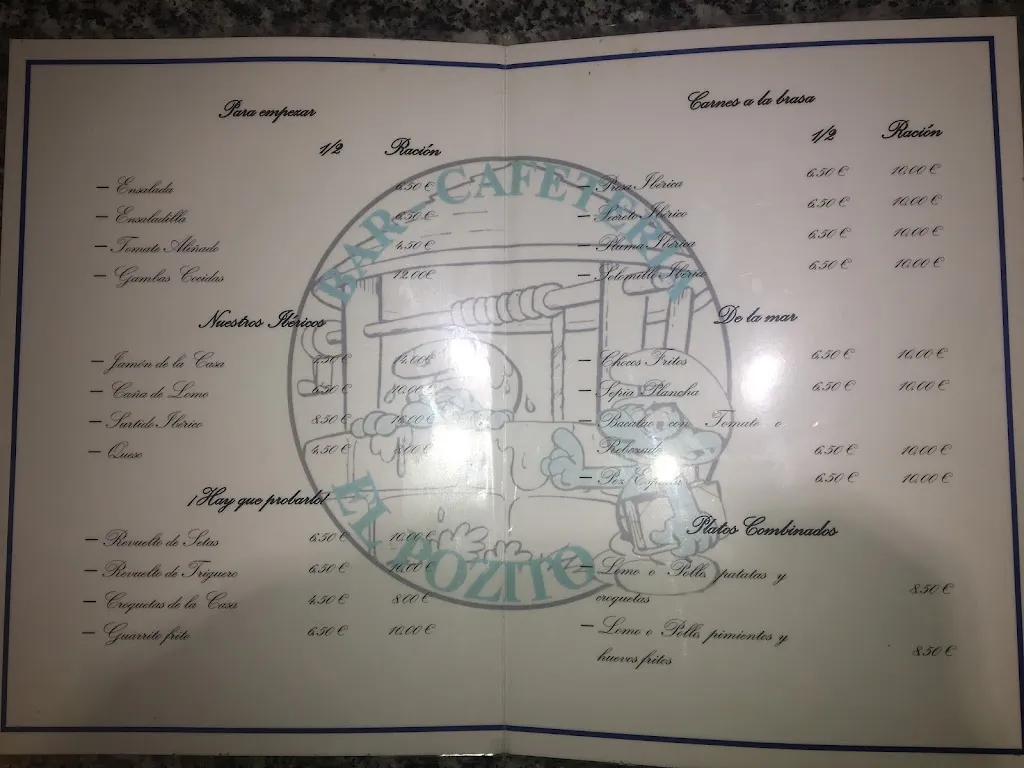 BAR - CAFETERIA
EL POZITO
Para empezar
1/2 Ración
– Ensalada 6.50 €
– Ensaladilla 6.50 €
– Tomate Aliñado 4.50 €
– Gambas Cocidas 12.00€
Nuestros Ibéricos
– Jamón de la Casa
– Caña de Lomo 6.50 € 10.00€
– Surtido Ibérico 8.50 €
– Queso 4.50 € 8.00€
¡Hay que probarlo!
– Revuelto de Setas 6.50 € 10.00 €
– Revuelto de Triguero 6.50 € 10.00 €
– Croquetas de la Casa 4.50 € 8.00 €
– Guarrito frito 6.50 € 10.00 €
Carnes a la brasa
1/2 Ración
– Presa Ibérica 6.50 € 10.00 €
– Secreto Ibérico 6.50 € 10.00 €
– Pluma Ibérica 6.50 € 10.00 €
– Solomillo Ibérico 6.50 € 10.00 €
De la mar
– Chocos Fritos 6.50 € 10.00 €
– Sepia Plancha 6.50 € 10.00 €
– Bacalao con Tomate o
Rebozado 6.50 € 10.00 €
– Pez Espada 6.50 € 10.00 €
Platos Combinados
– Lomo o Pollo, patatas y
croquetas 8.50 €
– Lomo o Pollo, pimientos y
huevos fritos 8.50 €